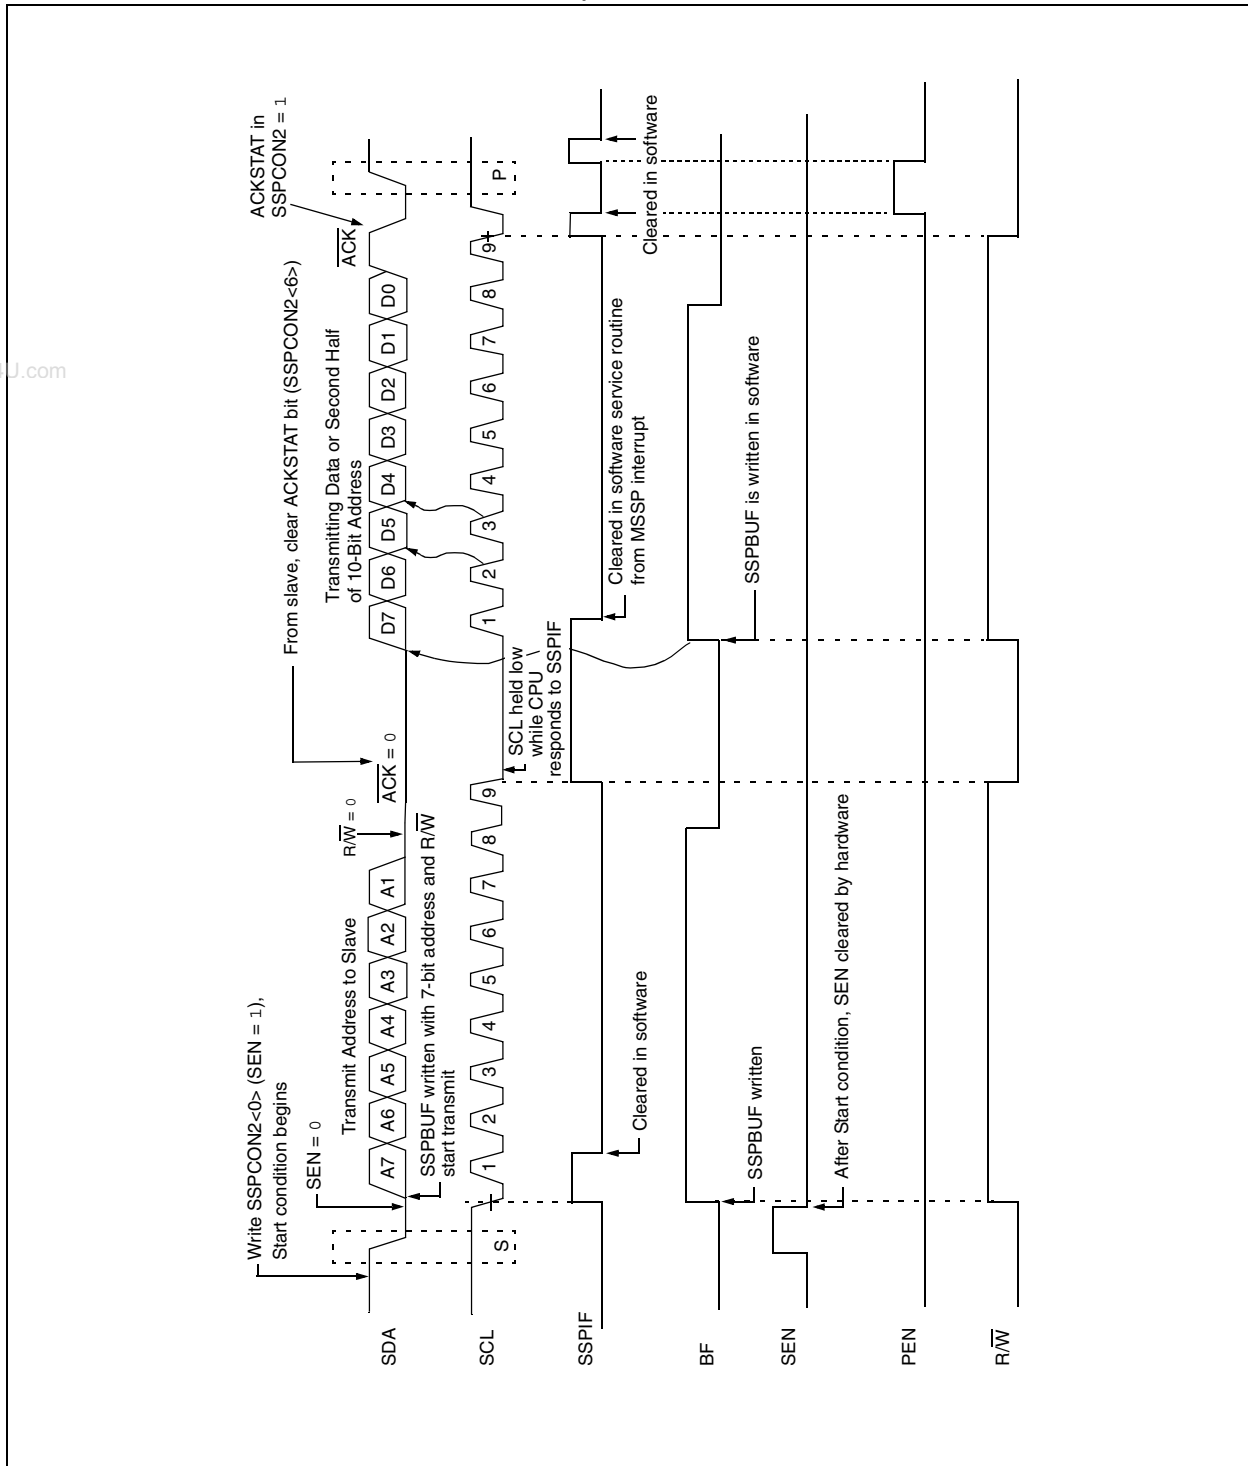 4U.com
Write SSPCON2<0> (SEN = 1),
Start condition begins
SEN = 0
Transmit Address to Slave
R/W = 0
From slave, clear ACKSTAT bit (SSPCON2<6>)
ACK = 0
Transmitting Data or Second Half
of 10-Bit Address
ACKSTAT in
SSPCON2 = 1
ACK
SDA
A7 A6 A5 A4 A3 A2 A1
D7 D6 D5 D4 D3 D2 D1 D0
SSPBUF written with 7-bit address and R/W
start transmit
SCL
S
1 2 3 4 5 6 7 8 9
1 2 3 4 5 6 7 8 9
P
SCL held low
while CPU
responds to SSPIF
SSPIF
Cleared in software
Cleared in software service routine
from MSSP interrupt
Cleared in software
Cleared in software
BF
SSPBUF written
SSPBUF is written in software
SEN
After Start condition, SEN cleared by hardware
PEN
R/W